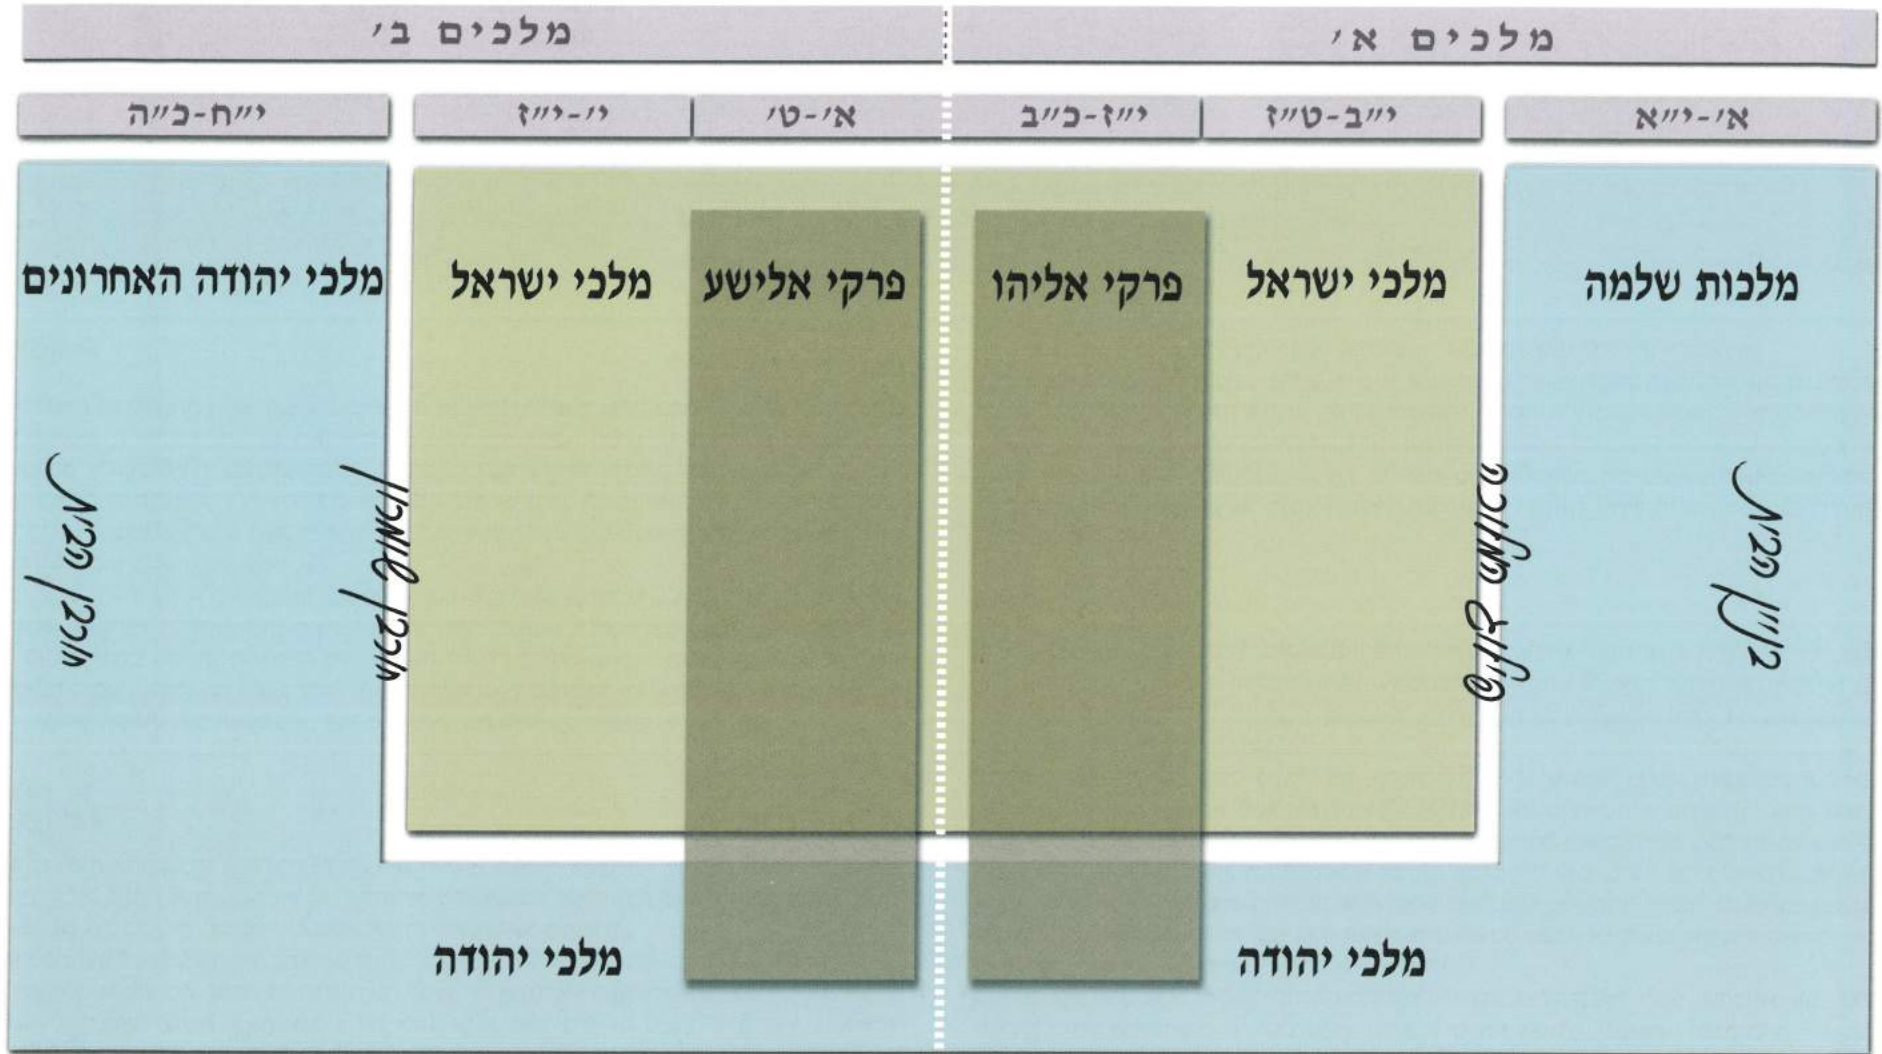 מלכים א׳
מלכים ב׳
א׳-י״א
י״ב-ט״ז
י״ז-כ״ב
א׳-ט׳
י׳-י״ז
י״ח-כ״ה
מלכות שלמה
מלכי ישראל
פרקי אליהו
פרקי אלישע
מלכי ישראל
מלכי יהודה האחרונים
בניין הבית
פילוג הממלכה
חורבן שומרון
חורבן הבית
מלכי יהודה
מלכי יהודה